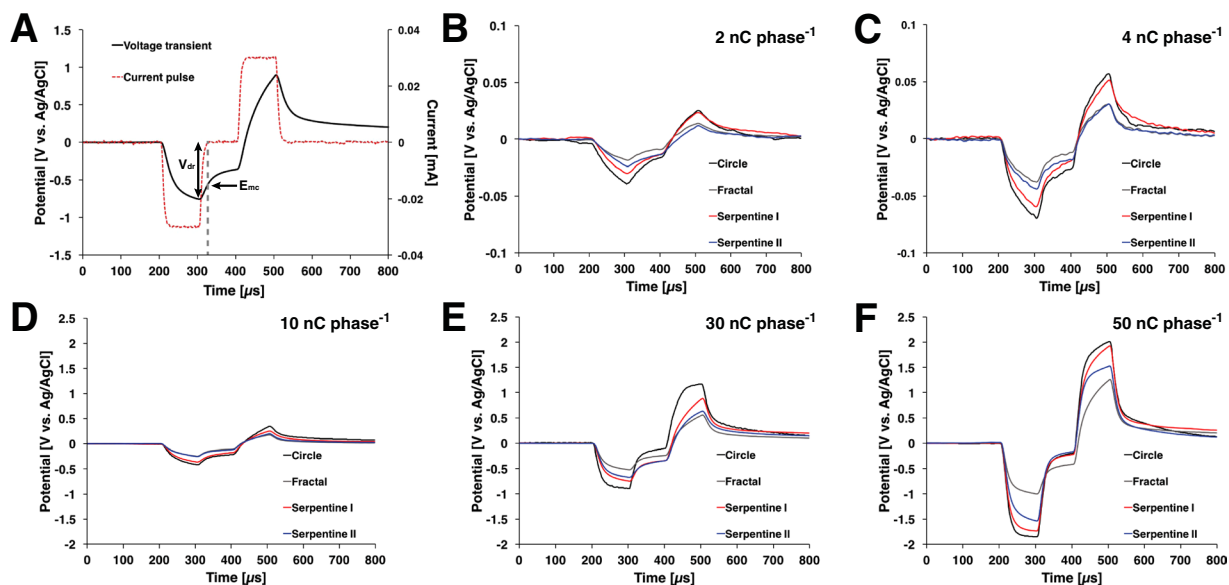 A
Potential [V vs. Ag/AgCl]
1.5
1
0.5
0
-0.5
-1
-1.5
Voltage transient
Current pulse
V_dr
E_mc
0.04
0.02
0
-0.02
-0.04
Current [mA]
0 100 200 300 400 500 600 700 800
Time [µs]
B
2 nC phase⁻¹
Potential [V vs. Ag/AgCl]
0.1
0.05
0
-0.05
-0.1
Circle
Fractal
Serpentine I
Serpentine II
0 100 200 300 400 500 600 700 800
Time [µs]
C
4 nC phase⁻¹
Potential [V vs. Ag/AgCl]
0.1
0.05
0
-0.05
-0.1
Circle
Fractal
Serpentine I
Serpentine II
0 100 200 300 400 500 600 700 800
Time [µs]
D
10 nC phase⁻¹
Potential [V vs. Ag/AgCl]
2.5
2
1.5
1
0.5
0
-0.5
-1
-1.5
-2
Circle
Fractal
Serpentine I
Serpentine II
0 100 200 300 400 500 600 700 800
Time [µs]
E
30 nC phase⁻¹
Potential [V vs. Ag/AgCl]
2.5
2
1.5
1
0.5
0
-0.5
-1
-1.5
-2
Circle
Fractal
Serpentine I
Serpentine II
0 100 200 300 400 500 600 700 800
Time [µs]
F
50 nC phase⁻¹
Potential [V vs. Ag/AgCl]
2.5
2
1.5
1
0.5
0
-0.5
-1
-1.5
-2
Circle
Fractal
Serpentine I
Serpentine II
0 100 200 300 400 500 600 700 800
Time [µs]